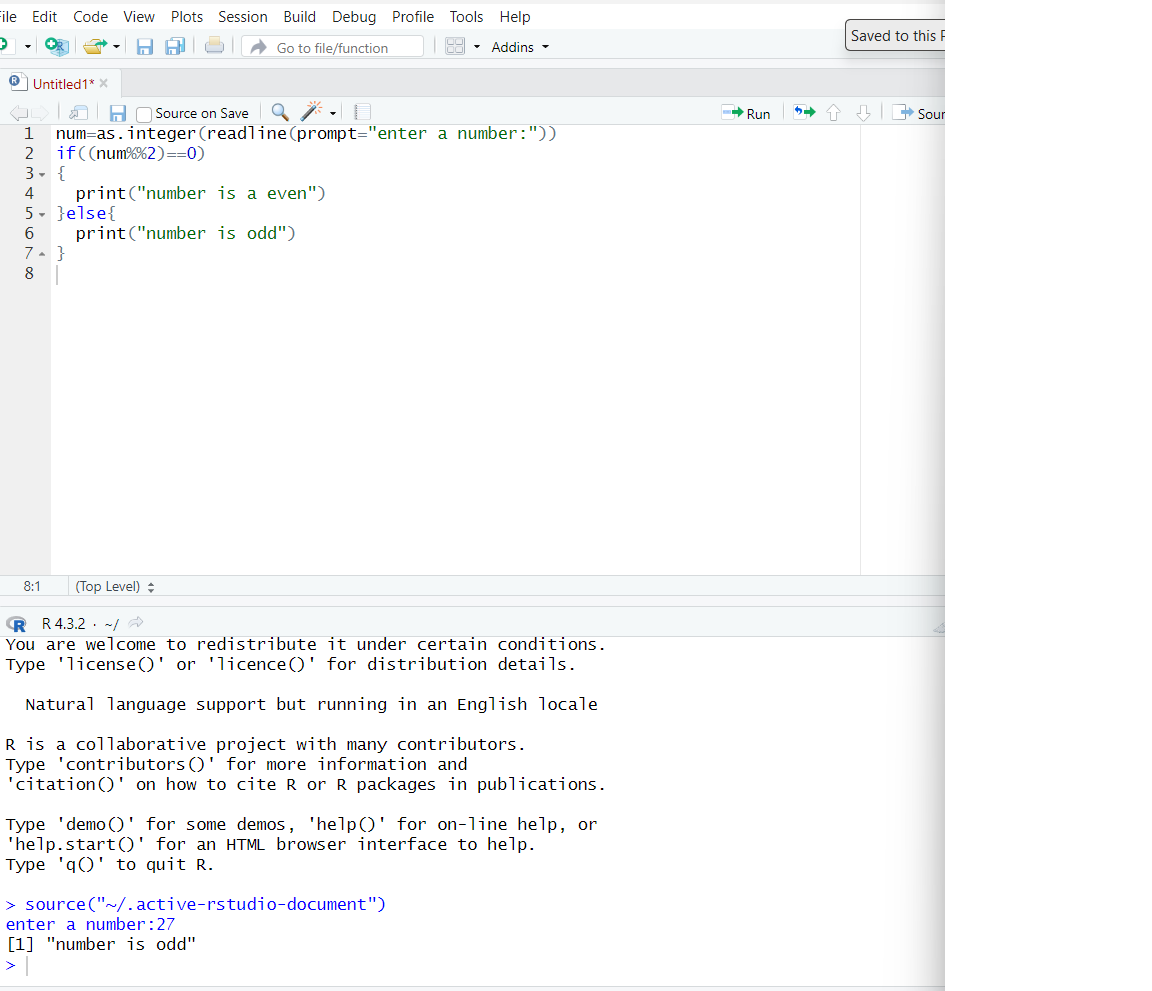 ile Edit Code View Plots Session Build Debug Profile Tools Help
Go to file/function Addins
Saved to this
Untitled1*
Source on Save Run Sour
1 num=as.integer(readline(prompt="enter a number:"))
2 if((num%%2)==0)
3 {
4 print("number is a even")
5 }else{
6 print("number is odd")
7 }
8
8:1 (Top Level)
R 4.3.2 · ~/
You are welcome to redistribute it under certain conditions.
Type 'license()' or 'licence()' for distribution details.
Natural language support but running in an English locale
R is a collaborative project with many contributors.
Type 'contributors()' for more information and
'citation()' on how to cite R or R packages in publications.
Type 'demo()' for some demos, 'help()' for on-line help, or
'help.start()' for an HTML browser interface to help.
Type 'q()' to quit R.
> source("~/.active-rstudio-document")
enter a number:27
[1] "number is odd"
>